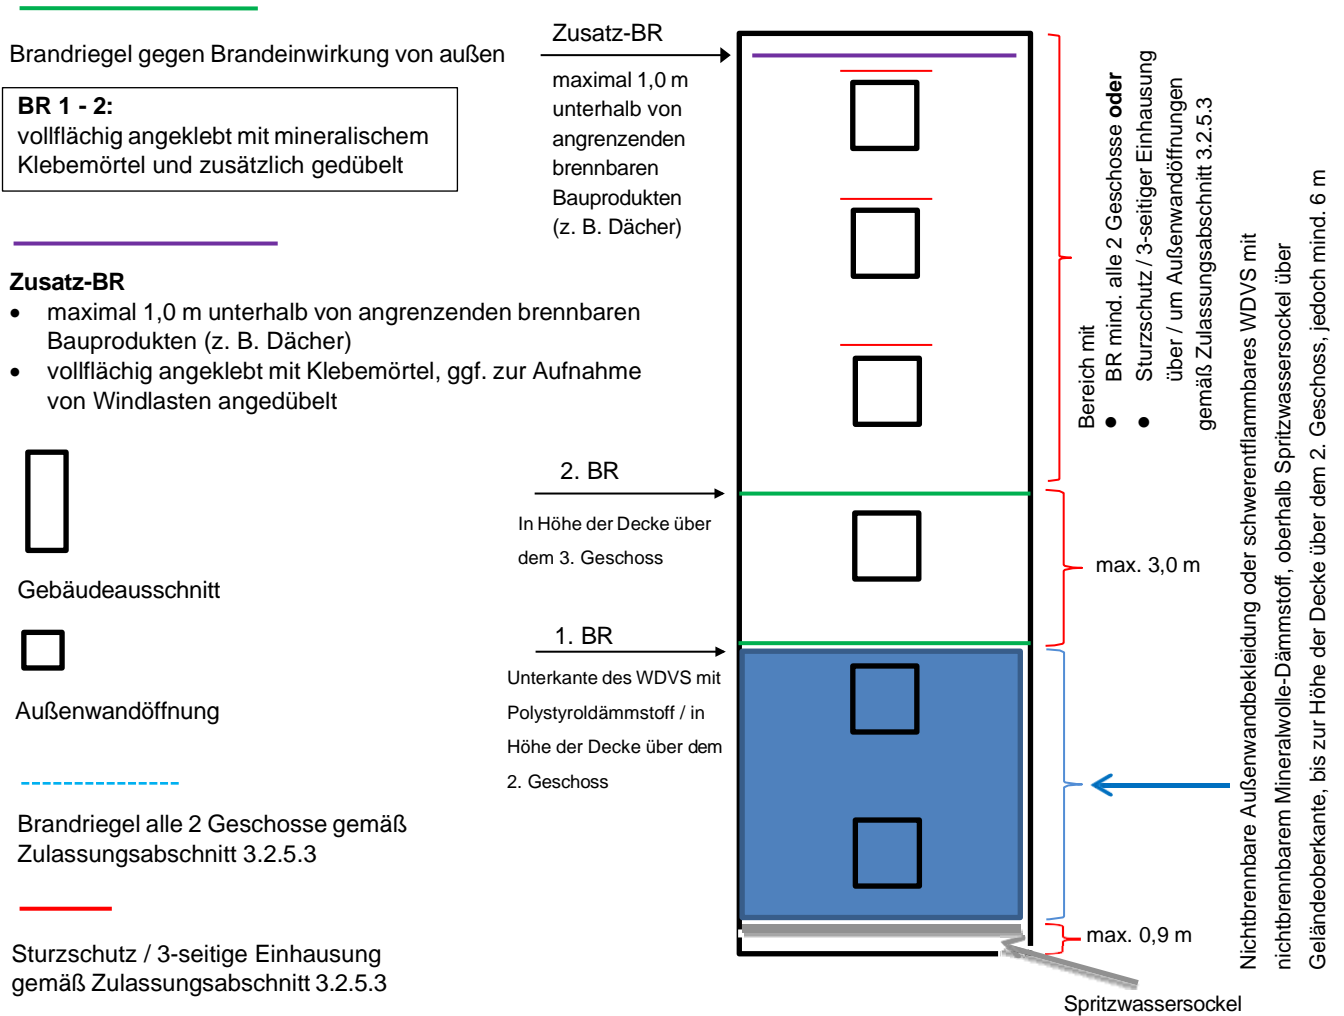 Brandriegel gegen Brandeinwirkung von außen
BR 1 - 2:
vollflächig angeklebt mit mineralischem
Klebemörtel und zusätzlich gedübelt
Zusatz-BR
• maximal 1,0 m unterhalb von angrenzenden brennbaren
Bauprodukten (z. B. Dächer)
• vollflächig angeklebt mit Klebemörtel, ggf. zur Aufnahme
von Windlasten angedübelt
Gebäudeausschnitt
Außenwandöffnung
Brandriegel alle 2 Geschosse gemäß
Zulassungsabschnitt 3.2.5.3
Sturzschutz / 3-seitige Einhausung
gemäß Zulassungsabschnitt 3.2.5.3
Zusatz-BR
maximal 1,0 m
unterhalb von
angrenzenden
brennbaren
Bauprodukten
(z. B. Dächer)
2. BR
In Höhe der Decke über
dem 3. Geschoss
1. BR
Unterkante des WDVS mit
Polystyroldämmstoff / in
Höhe der Decke über dem
2. Geschoss
Bereich mit
• BR mind. alle 2 Geschosse oder
• Sturzschutz / 3-seitiger Einhausung
über / um Außenwandöffnungen
gemäß Zulassungsabschnitt 3.2.5.3
max. 3,0 m
Nichtbrennbare Außenwandbekleidung oder schwerentflammbares WDVS mit
nichtbrennbarem Mineralwolle-Dämmstoff, oberhalb Spritzwassersockel über
Geländeoberkante, bis zur Höhe der Decke über dem 2. Geschoss, jedoch mind. 6 m
max. 0,9 m
Spritzwassersockel